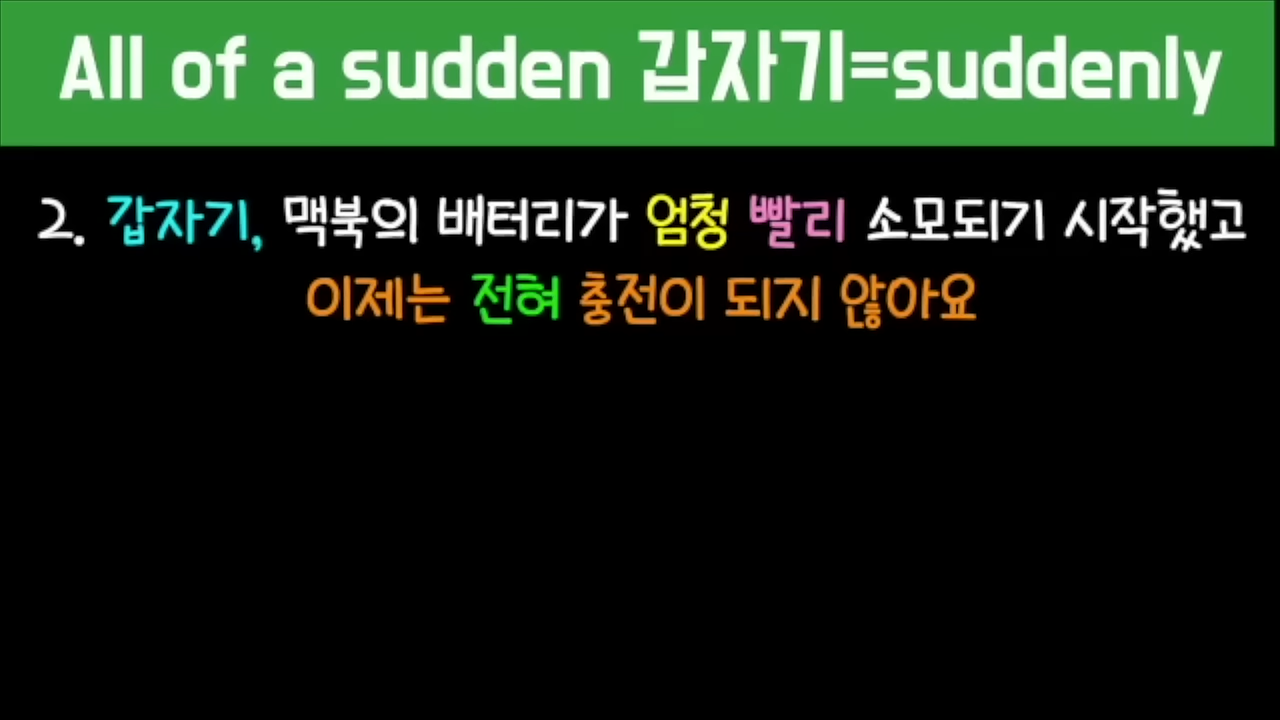 All of a sudden 갑자기=suddenly
2. 갑자기, 맥북의 배터리가 엄청 빨리 소모되기 시작했고
이제는 전혀 충전이 되지 않아요